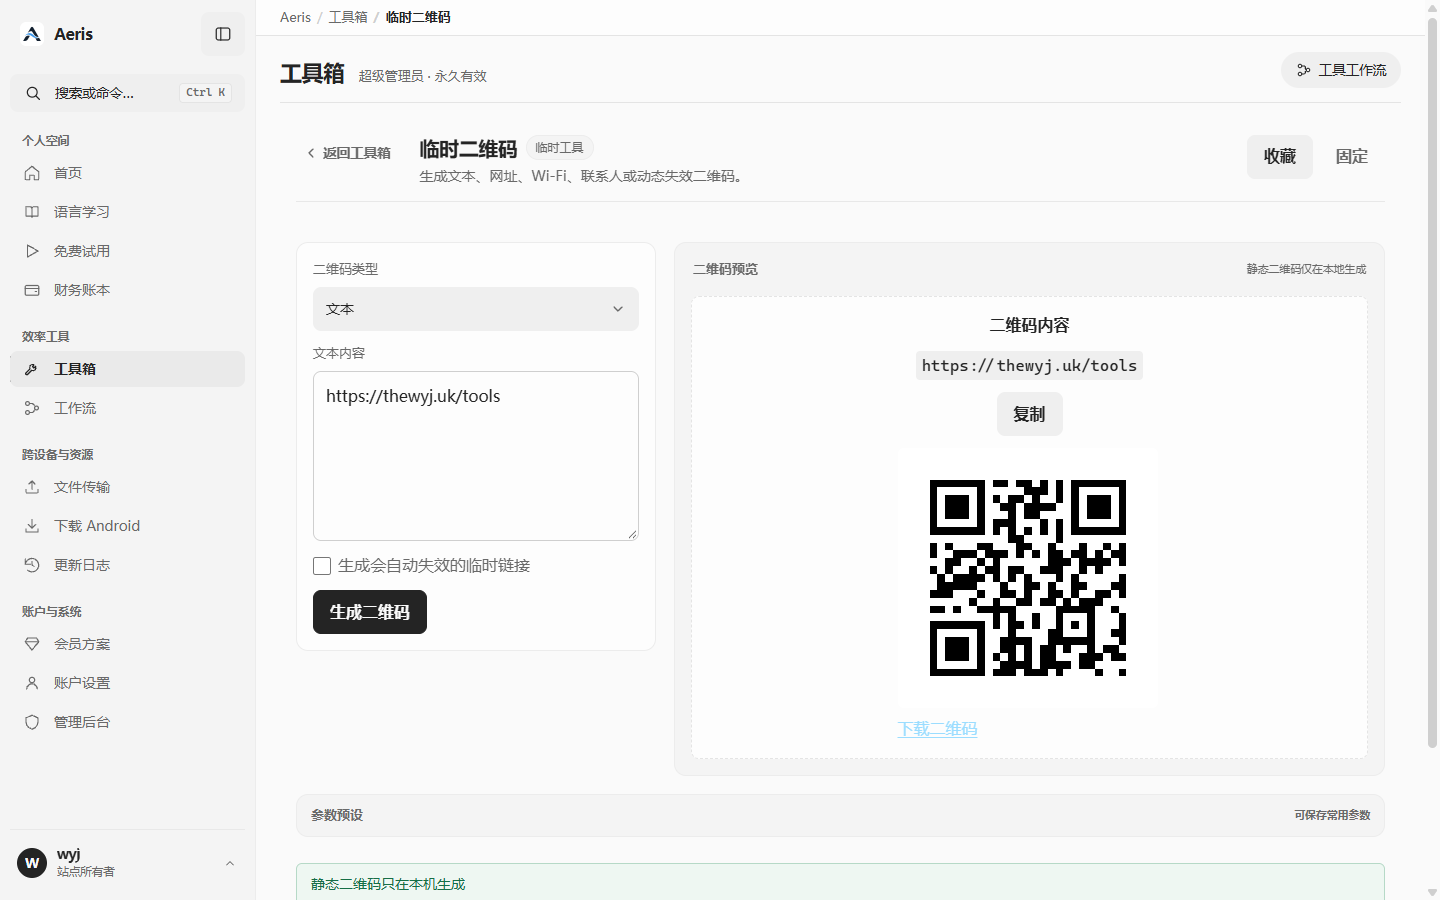 Aeris
搜索或命令... Ctrl K
个人空间
首页
语言学习
免费试用
财务账本
效率工具
工具箱
工作流
跨设备与资源
文件传输
下载 Android
更新日志
账户与系统
会员方案
账户设置
管理后台
W
wyj
站点所有者
Aeris / 工具箱 / 临时二维码
工具箱 超级管理员 · 永久有效
工具工作流
返回工具箱
临时二维码 临时工具
生成文本、网址、Wi-Fi、联系人或动态失效二维码。
收藏 固定
二维码类型
文本
文本内容
https://thewyj.uk/tools
生成会自动失效的临时链接
生成二维码
二维码预览 静态二维码仅在本地生成
二维码内容
https://thewyj.uk/tools
复制
下载二维码
参数预设 可保存常用参数
静态二维码只在本机生成